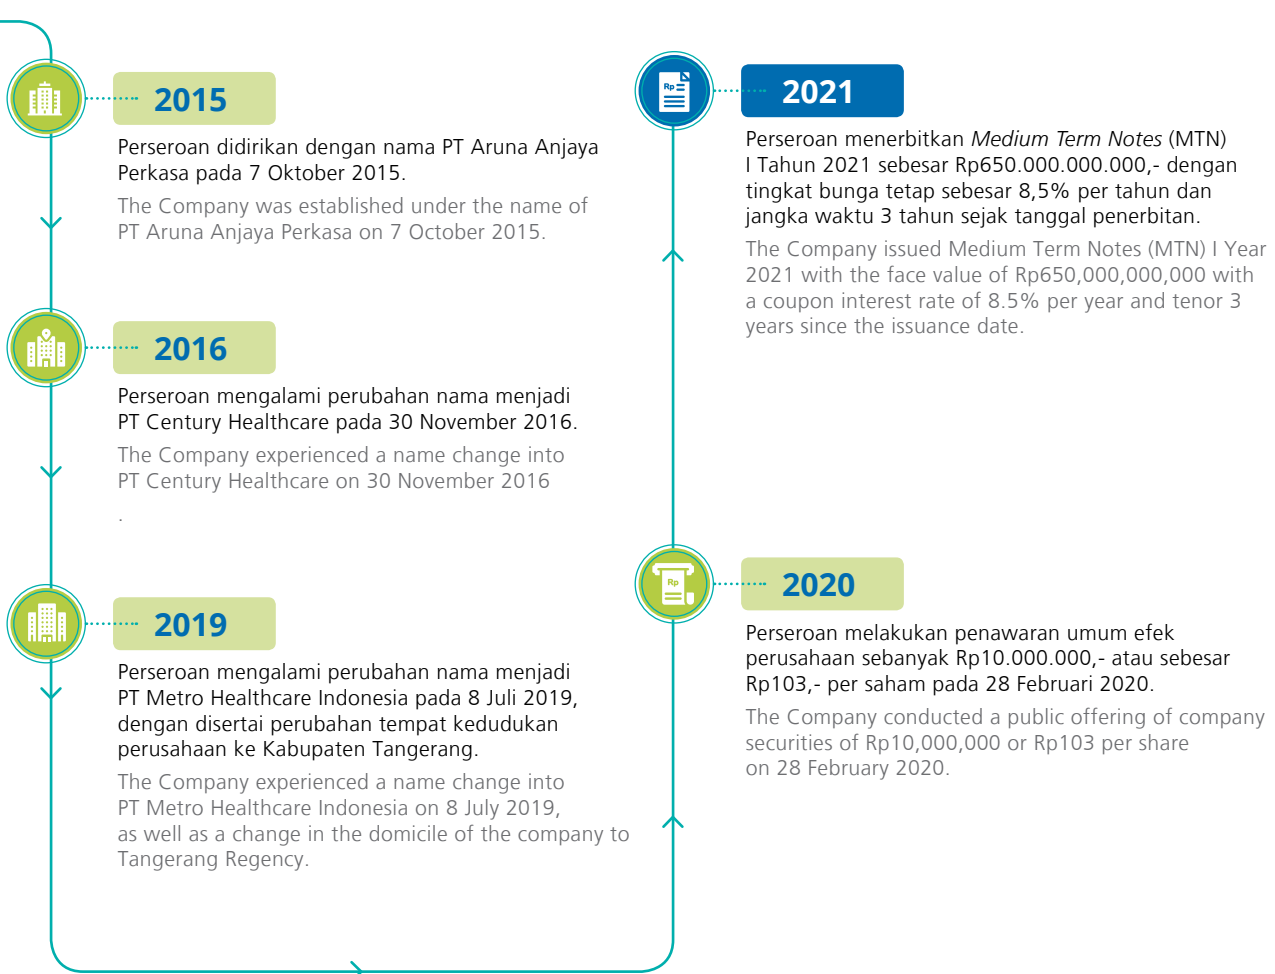 2015
Perseroan didirikan dengan nama PT Aruna Anjaya
Perkasa pada 7 Oktober 2015.
The Company was established under the name of
PT Aruna Anjaya Perkasa on 7 October 2015.
2016
Perseroan mengalami perubahan nama menjadi
PT Century Healthcare pada 30 November 2016.
The Company experienced a name change into
PT Century Healthcare on 30 November 2016
.
2019
Perseroan mengalami perubahan nama menjadi
PT Metro Healthcare Indonesia pada 8 Juli 2019,
dengan disertai perubahan tempat kedudukan
perusahaan ke Kabupaten Tangerang.
The Company experienced a name change into
PT Metro Healthcare Indonesia on 8 July 2019,
as well as a change in the domicile of the company to
Tangerang Regency.
Rp
2020
Perseroan melakukan penawaran umum efek
perusahaan sebanyak Rp10.000.000,- atau sebesar
Rp103,- per saham pada 28 Februari 2020.
The Company conducted a public offering of company
securities of Rp10,000,000 or Rp103 per share
on 28 February 2020.
Rp
2021
Perseroan menerbitkan Medium Term Notes (MTN)
I Tahun 2021 sebesar Rp650.000.000.000,- dengan
tingkat bunga tetap sebesar 8,5% per tahun dan
jangka waktu 3 tahun sejak tanggal penerbitan.
The Company issued Medium Term Notes (MTN) I Year
2021 with the face value of Rp650,000,000,000 with
a coupon interest rate of 8.5% per year and tenor 3
years since the issuance date.